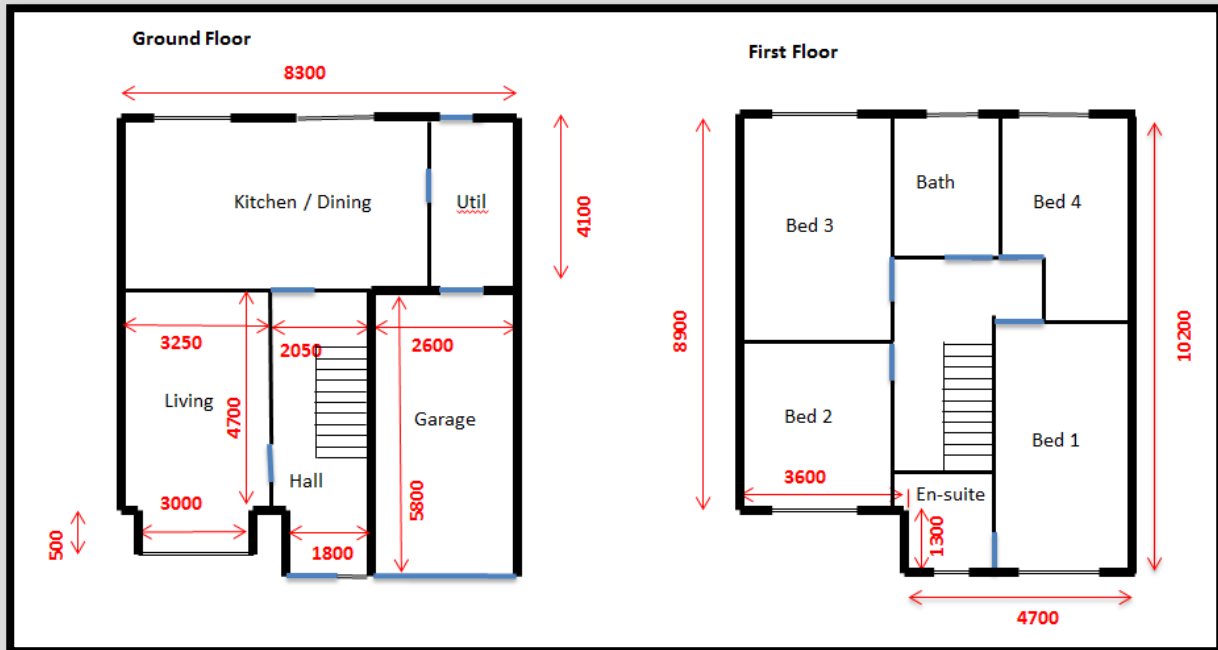 Ground Floor
8300
Kitchen / Dining
Util
4100
3250
2050
2600
Living
4700
Garage
Hall
5800
3000
500
1800
First Floor
Bath
Bed 3
Bed 4
8900
10200
Bed 2
Bed 1
3600
En-suite
1300
4700